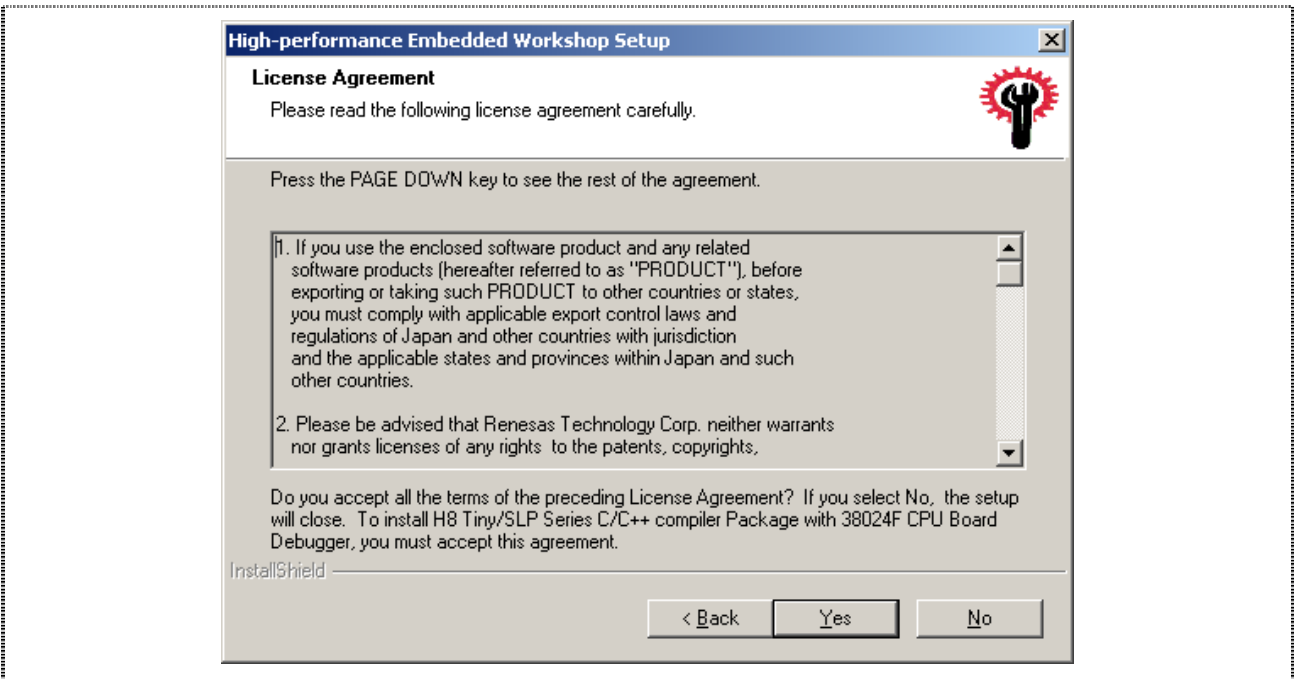 High-performance Embedded Workshop Setup
License Agreement
Please read the following license agreement carefully.
Press the PAGE DOWN key to see the rest of the agreement.
1. If you use the enclosed software product and any related
software products (hereafter referred to as "PRODUCT"), before
exporting or taking such PRODUCT to other countries or states,
you must comply with applicable export control laws and
regulations of Japan and other countries with jurisdiction
and the applicable states and provinces within Japan and such
other countries.
2. Please be advised that Renesas Technology Corp. neither warrants
nor grants licenses of any rights  to the patents, copyrights,
Do you accept all the terms of the preceding License Agreement?  If you select No,  the setup
will close.  To install H8 Tiny/SLP Series C/C++ compiler Package with 38024F CPU Board
Debugger, you must accept this agreement.
InstallShield
< Back
Yes
No